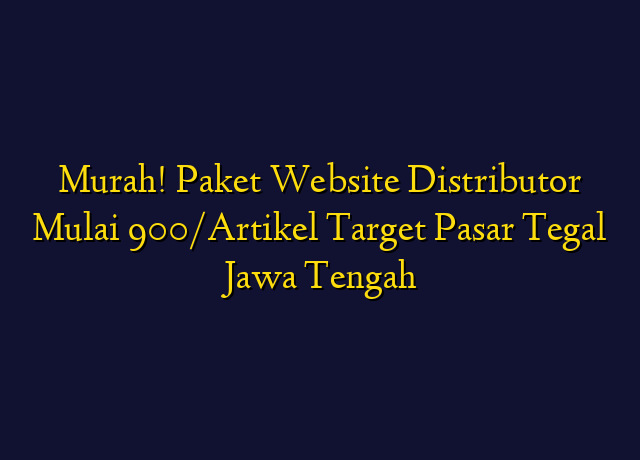 Murah! Paket Website Distributor
Mulai 900/Artikel Target Pasar Tegal
Jawa Tengah